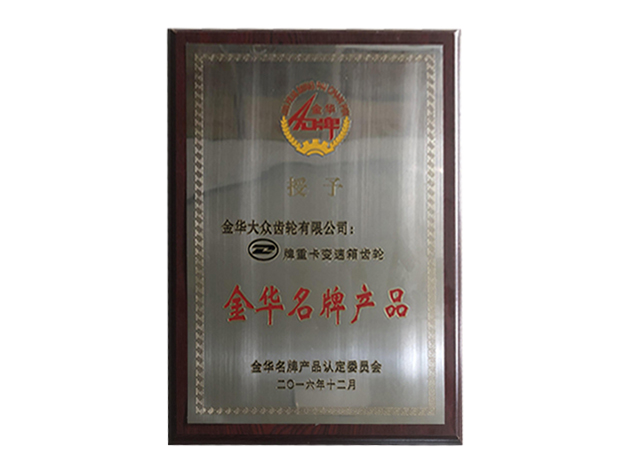 金华
名牌
授予
金华大众齿轮有限公司：
牌重卡变速箱齿轮
金华名牌产品
金华名牌产品认定委员会
二〇一六年十二月